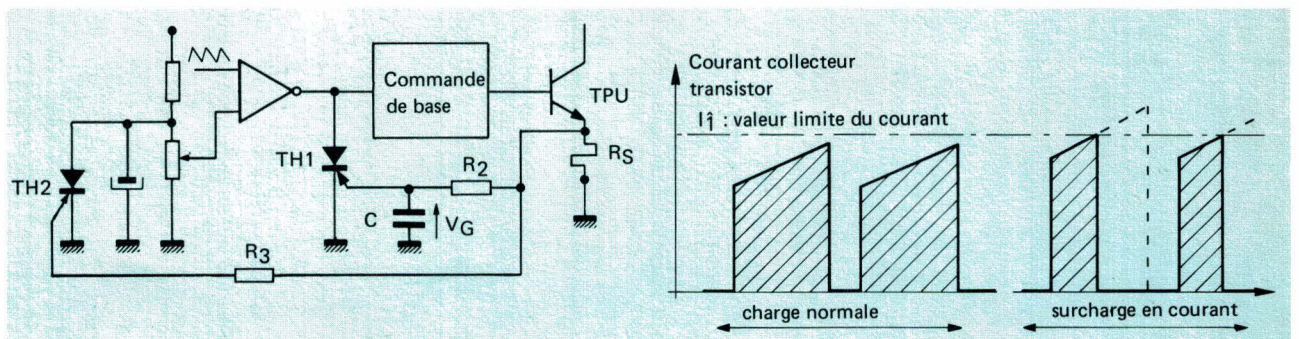 Commande
de base
TPU
TH1
R2
RS
TH2
C
VG
R3
Courant collecteur
transistor
Î1 : valeur limite du courant
charge normale
surcharge en courant